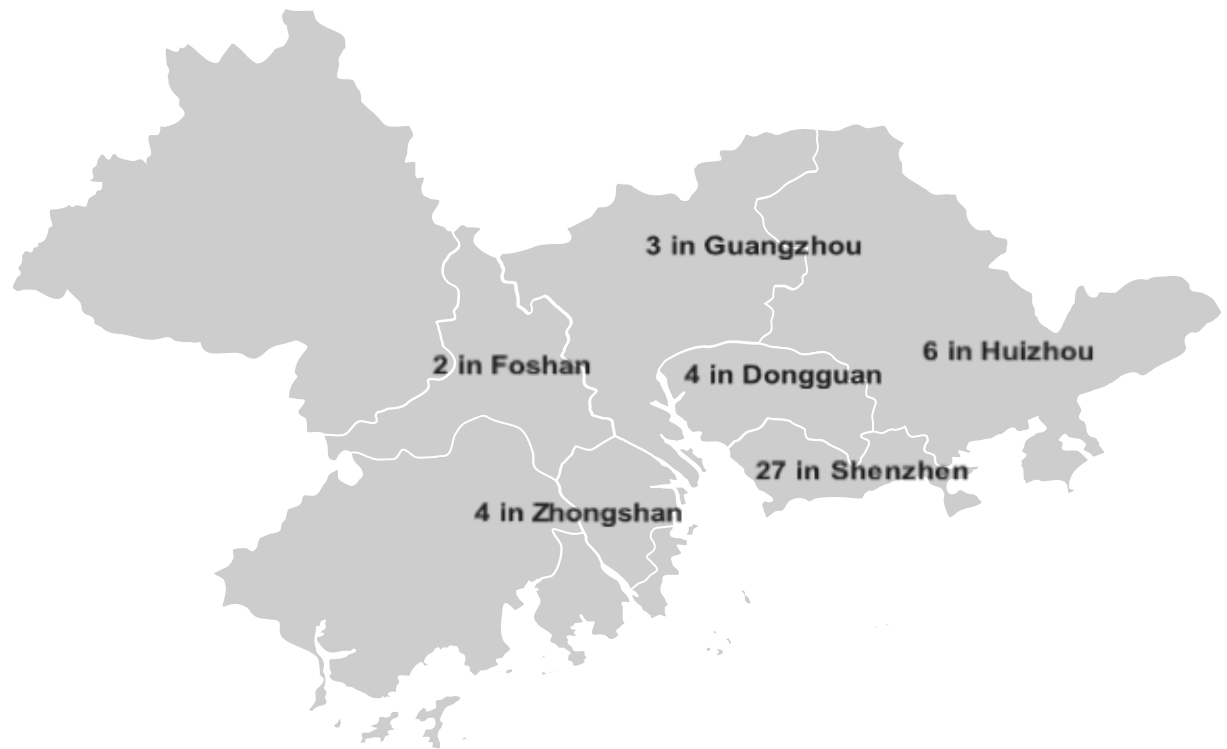 3 in Guangzhou
6 in Huizhou
2 in Foshan
4 in Dongguan
27 in Shenzhen
4 in Zhongshan